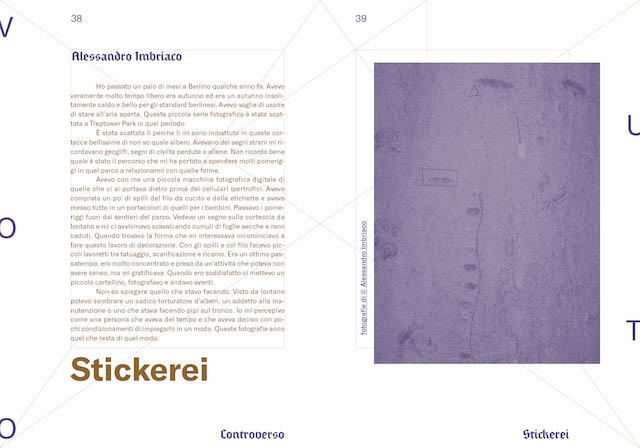 38
39
V
O
O
U
T
Alessandro Imbriaco
Ho passato un paio di mesi a Berlino qualche anno fa. Avevo
veramente molto tempo libero era autunno ed era un autunno insoli-
tamente caldo e bello per gli standard berlinesi. Avevo voglia di uscire
di stare all'aria aperta. Questa piccola serie fotografica è stata scat-
tata a Treptower Park in quel periodo.
È stata scattata lì perché lì mi sono imbattuto in queste cor-
tecce bellissime di non so quale albero. Avevano dei segni strani mi ri-
cordavano geoglifi, segni di civiltà perdute o aliene. Non ricordo bene
quale è stato il percorso che mi ha portato a spendere molti pomerig-
gi in quel parco a relazionarmi con quelle forme.
Avevo con me una piccola macchina fotografica digitale di
quelle che ci si portava dietro prima dei cellulari ipertrofici. Avevo
comprato un po' di spilli del filo da cucito e delle etichette e avevo
messo tutto in un portacolori di quelli per i bambini. Passavo i pome-
riggi fuori dai sentieri del parco. Vedevo un segno sulla corteccia da
lontano e mi ci avvicinavo scavalcando cumuli di foglie secche e rami
caduti. Quando trovavo la forma che mi interessava incominciavo a
fare questo lavoro di decorazione. Con gli spilli e col filo facevo pic-
coli lavoretti tra tatuaggio, scarificazione e ricamo. Era un ottimo pas-
satempo, ero molto concentrato e preso da un'attività che poteva non
avere senso, ma mi gratificava. Quando ero soddisfatto ci mettevo un
piccolo cartellino, fotografavo e andavo avanti.
Non so spiegare quello che stavo facendo. Visto da lontano
potevo sembrare un sadico torturatore d'alberi, un addetto alla ma-
nutenzione o uno che stava facendo pipì sul tronco. Io mi percepivo
come una persona che aveva del tempo e che aveva deciso con po-
chi condizionamenti di impiegarlo in un modo. Queste fotografie sono
quel che resta di quel modo.
Stickerei
fotografie di © Alessandro Imbriaco
Controverso
Stickerei